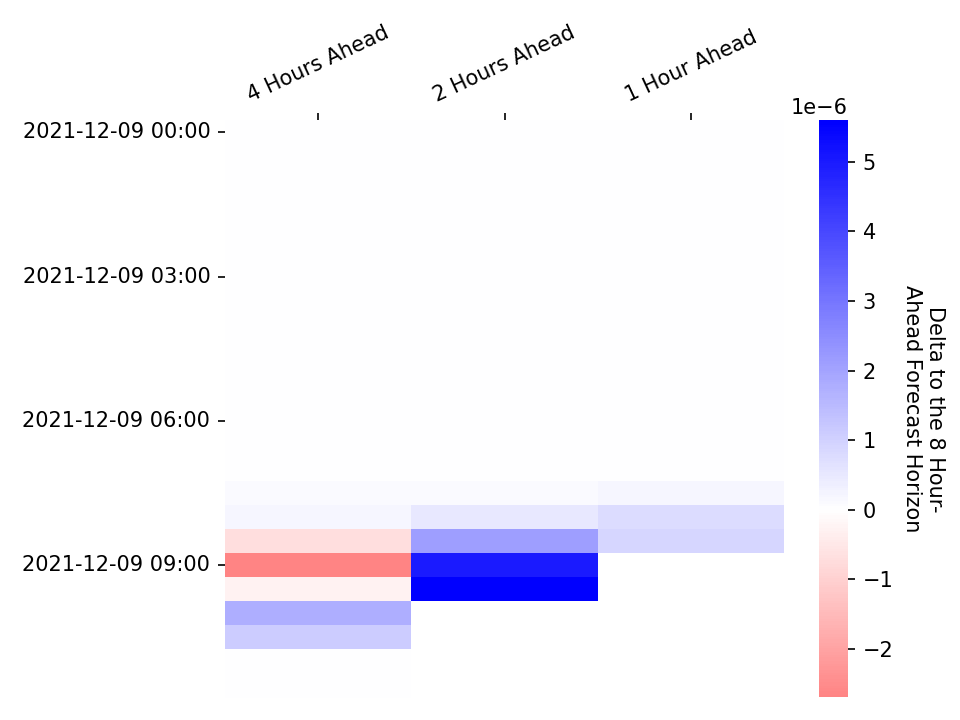 4 Hours Ahead
2 Hours Ahead
1 Hour Ahead
1e−6
2021-12-09 00:00
2021-12-09 03:00
2021-12-09 06:00
2021-12-09 09:00
5
4
3
2
1
0
−1
−2
Delta to the 8 Hour-
Ahead Forecast Horizon